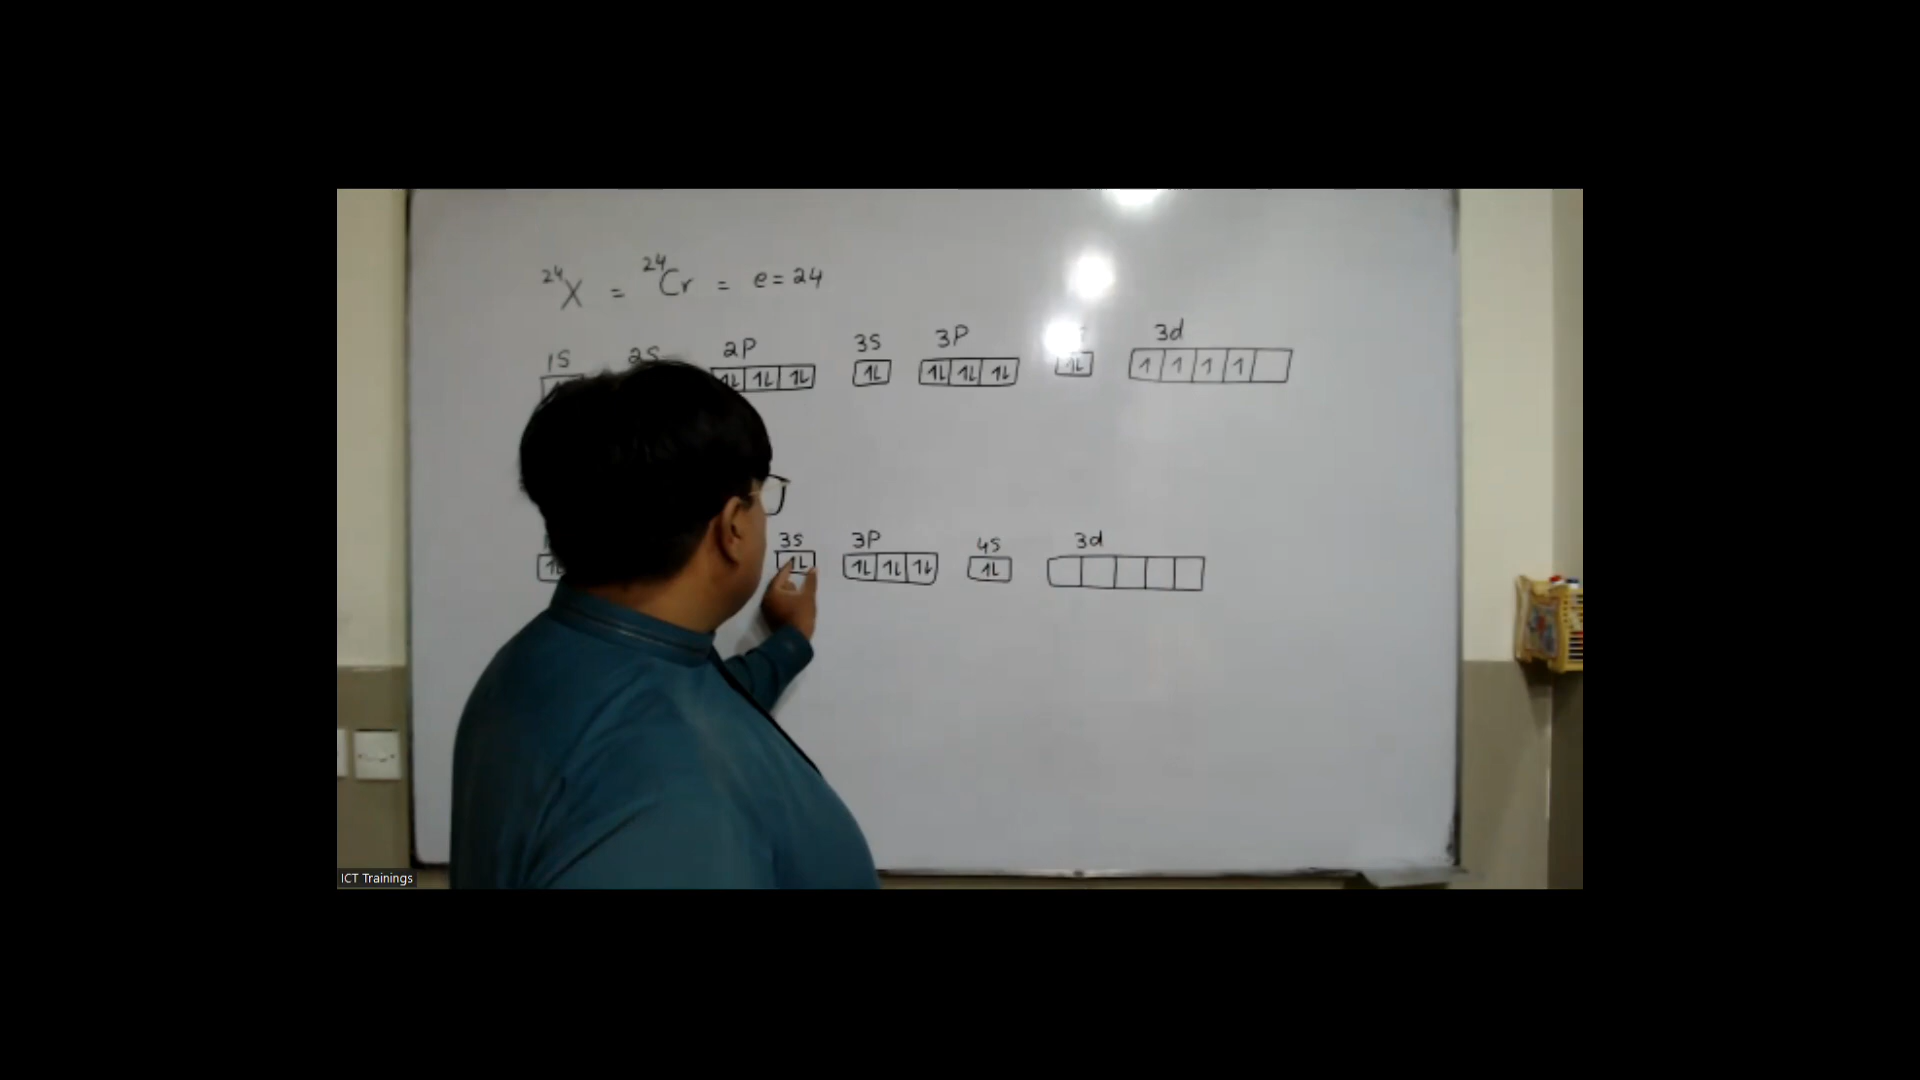 24X = 24Cr = e = 24
1S 2S 2P 3S 3P 3d
1L 1L 1L 1L 1L 1L 1L 1L 1 1 1 1
3S 3P 4S 3d
1L 1L 1L 1L 1L 1L
ICT Trainings